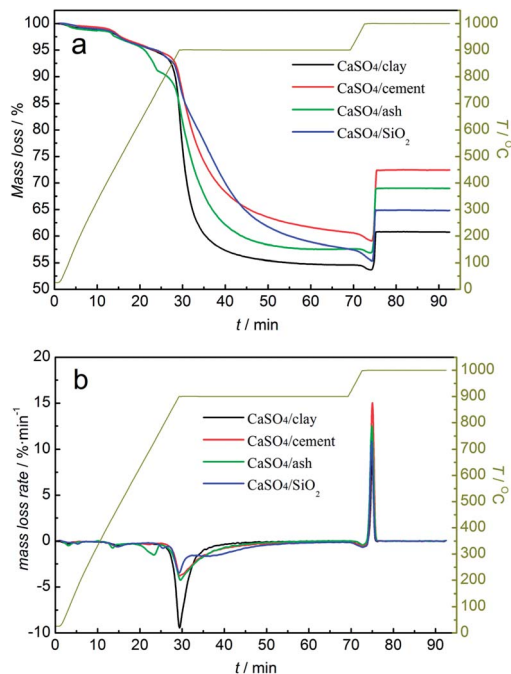 a
CaSO4/clay
CaSO4/cement
CaSO4/ash
CaSO4/SiO₂
Mass loss / %
100
95
90
85
80
75
70
65
60
55
50
1000
900
800
700
600
500
400
300
200
100
0
T / °C
0 10 20 30 40 50 60 70 80 90
t / min
b
CaSO4/clay
CaSO4/cement
CaSO4/ash
CaSO4/SiO₂
mass loss rate / %·min⁻¹
20
15
10
5
0
-5
-10
1000
900
800
700
600
500
400
300
200
100
0
T / °C
0 10 20 30 40 50 60 70 80 90
t / min